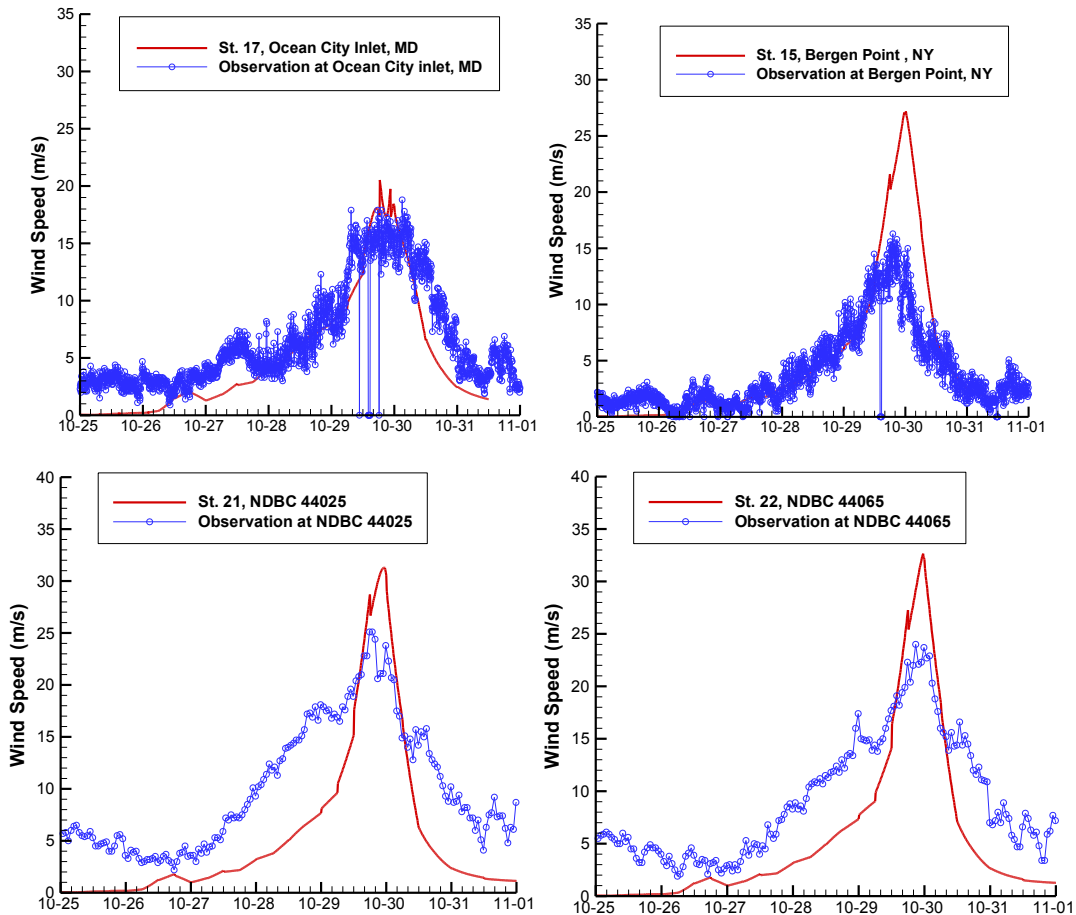 35
30
25
20
15
10
5
0
Wind Speed (m/s)
St. 17, Ocean City Inlet, MD
Observation at Ocean City inlet, MD
10-25 10-26 10-27 10-28 10-29 10-30 10-31 11-01
35
30
25
20
15
10
5
0
Wind Speed (m/s)
St. 15, Bergen Point , NY
Observation at Bergen Point, NY
10-25 10-26 10-27 10-28 10-29 10-30 10-31 11-01
40
35
30
25
20
15
10
5
0
Wind Speed (m/s)
St. 21, NDBC 44025
Observation at NDBC 44025
10-25 10-26 10-27 10-28 10-29 10-30 10-31 11-01
40
35
30
25
20
15
10
5
0
Wind Speed (m/s)
St. 22, NDBC 44065
Observation at NDBC 44065
10-25 10-26 10-27 10-28 10-29 10-30 10-31 11-01